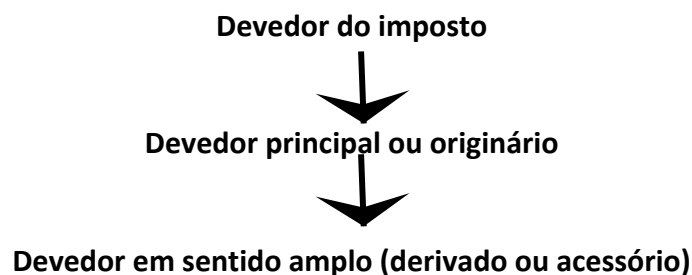 Devedor do imposto
Devedor principal ou originário
Devedor em sentido amplo (derivado ou acessório)